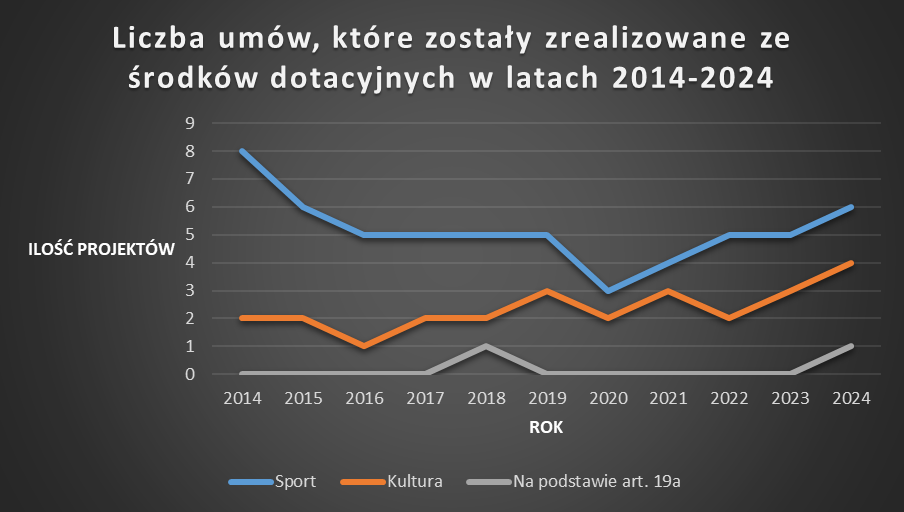 Liczba umów, które zostały zrealizowane ze
środków dotacyjnych w latach 2014-2024
9
8
7
6
5
4
3
2
1
0
ILOŚĆ PROJEKTÓW
2014 2015 2016 2017 2018 2019 2020 2021 2022 2023 2024
ROK
Sport Kultura Na podstawie art. 19a